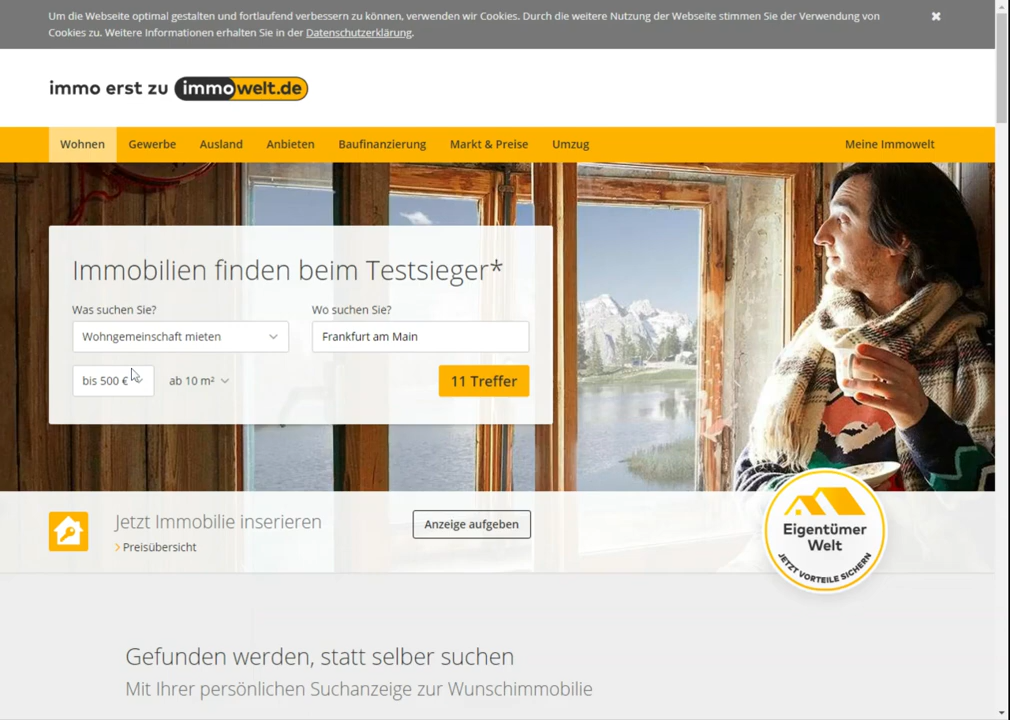 Um die Webseite optimal gestalten und fortlaufend verbessern zu können, verwenden wir Cookies. Durch die weitere Nutzung der Webseite stimmen Sie der Verwendung von
Cookies zu. Weitere Informationen erhalten Sie in der Datenschutzerklärung.
immo erst zu immowelt.de
Wohnen Gewerbe Ausland Anbieten Baufinanzierung Markt & Preise Umzug Meine Immowelt
Immobilien finden beim Testsieger*
Was suchen Sie? Wo suchen Sie?
Wohngemeinschaft mieten Frankfurt am Main
bis 500 € ab 10 m² 11 Treffer
Jetzt Immobilie inserieren Anzeige aufgeben
Preisübersicht
Eigentümer
Welt
JETZT VORTEILE SICHERN
Gefunden werden, statt selber suchen
Mit Ihrer persönlichen Suchanzeige zur Wunschimmobilie